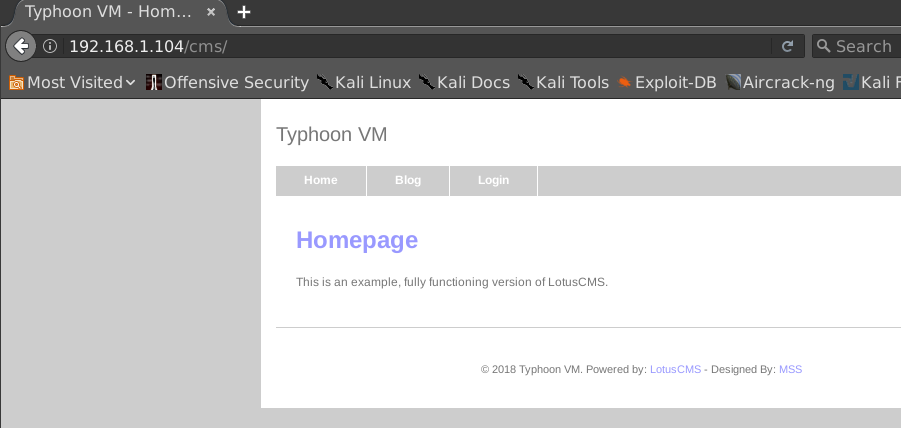 Typhoon VM - Hom...
192.168.1.104/cms/
Search
Most Visited Offensive Security Kali Linux Kali Docs Kali Tools Exploit-DB Aircrack-ng Kali
Typhoon VM
Home Blog Login
Homepage
This is an example, fully functioning version of LotusCMS.
© 2018 Typhoon VM. Powered by: LotusCMS - Designed By: MSS